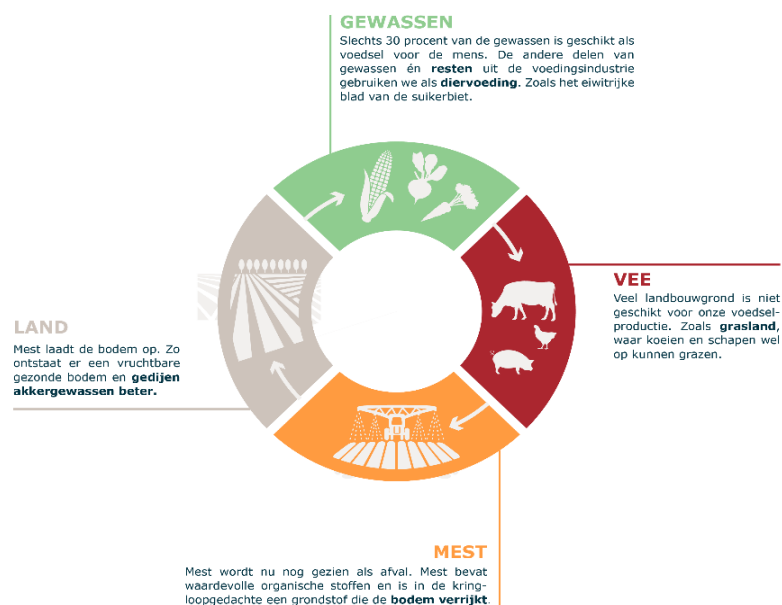 GEWASSEN
Slechts 30 procent van de gewassen is geschikt als
voedsel voor de mens. De andere delen van
gewassen én resten uit de voedingsindustrie
gebruiken we als diervoeding. Zoals het eiwitrijke
blad van de suikerbiet.
VEE
Veel landbouwgrond is niet
geschikt voor onze voedsel-
productie. Zoals grasland,
waar koeien en schapen wel
op kunnen grazen.
LAND
Mest laadt de bodem op. Zo
ontstaat er een vruchtbare
gezonde bodem en gedijen
akkergewassen beter.
MEST
Mest wordt nu nog gezien als afval. Mest bevat
waardevolle organische stoffen en is in de kring-
loopgedachte een grondstof die de bodem verrijkt.